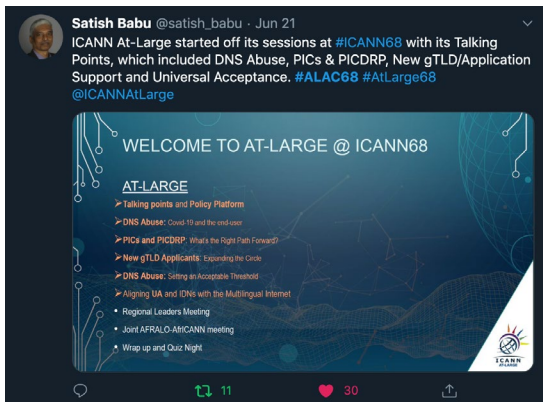 Satish Babu @satish_babu · Jun 21
ICANN At-Large started off its sessions at #ICANN68 with its Talking
Points, which included DNS Abuse, PICs & PICDRP, New gTLD/Application
Support and Universal Acceptance. #ALAC68 #AtLarge68
@ICANNAtLarge
WELCOME TO AT-LARGE @ ICANN68
AT-LARGE
➢Talking points and Policy Platform
➢DNS Abuse: Covid-19 and the end-user
➢PICs and PICDRP: What's the Right Path Forward?
➢New gTLD Applicants: Expanding the Circle
➢DNS Abuse: Setting an Acceptable Threshold
➢Aligning UA and IDNs with the Multilingual Internet
• Regional Leaders Meeting
• Joint AFRALO-AfrICANN meeting
• Wrap up and Quiz Night
ICANN
AT-LARGE
11 30